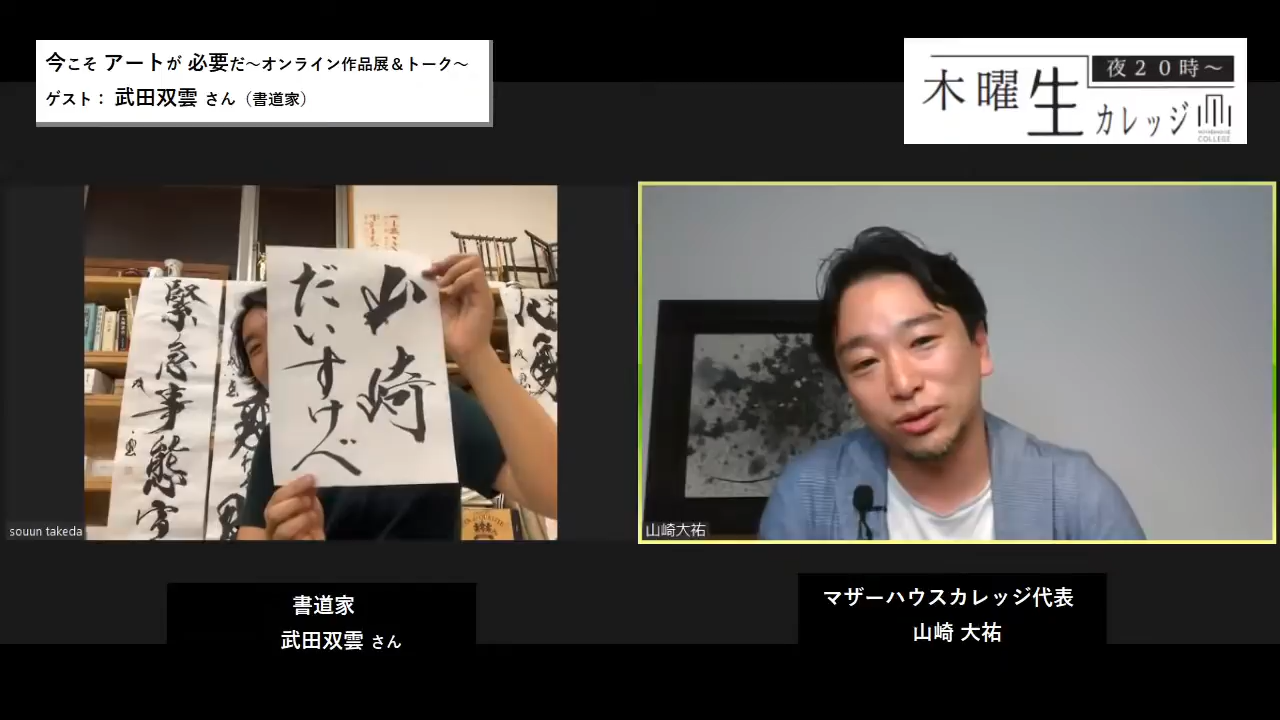 今こそ アートが 必要だ～オンライン作品展＆トーク～
ゲスト： 武田双雲 さん（書道家）
木曜生カレッジ
夜２０時～
COLLEGE
山崎
だいすけべ
緊急事態宣
souun takeda
山崎大祐
書道家
武田双雲 さん
マザーハウスカレッジ代表
山崎 大祐